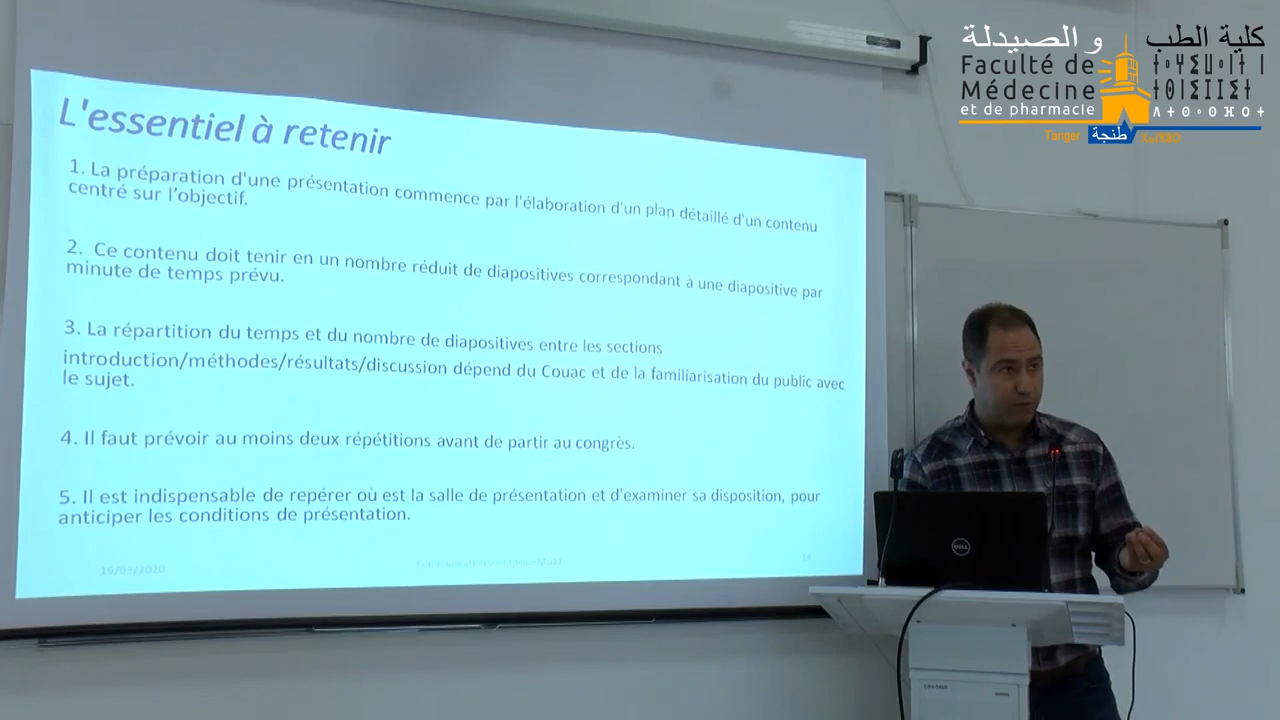 L'essentiel à retenir
1. La préparation d'une présentation commence par l'élaboration d'un plan détaillé d'un contenu
centré sur l’objectif.
2. Ce contenu doit tenir en un nombre réduit de diapositives correspondant à une diapositive par
minute de temps prévu.
3. La répartition du temps et du nombre de diapositives entre les sections
introduction/méthodes/résultats/discussion dépend du Couac et de la familiarisation du public avec
le sujet.
4. Il faut prévoir au moins deux répétitions avant de partir au congrès.
5. Il est indispensable de repérer où est la salle de présentation et d'examiner sa disposition, pour
anticiper les conditions de présentation.
19/03/2020
كلية الطب و الصيدلة
Faculté de
Médecine
et de pharmacie
Tanger
طنجة
DELL